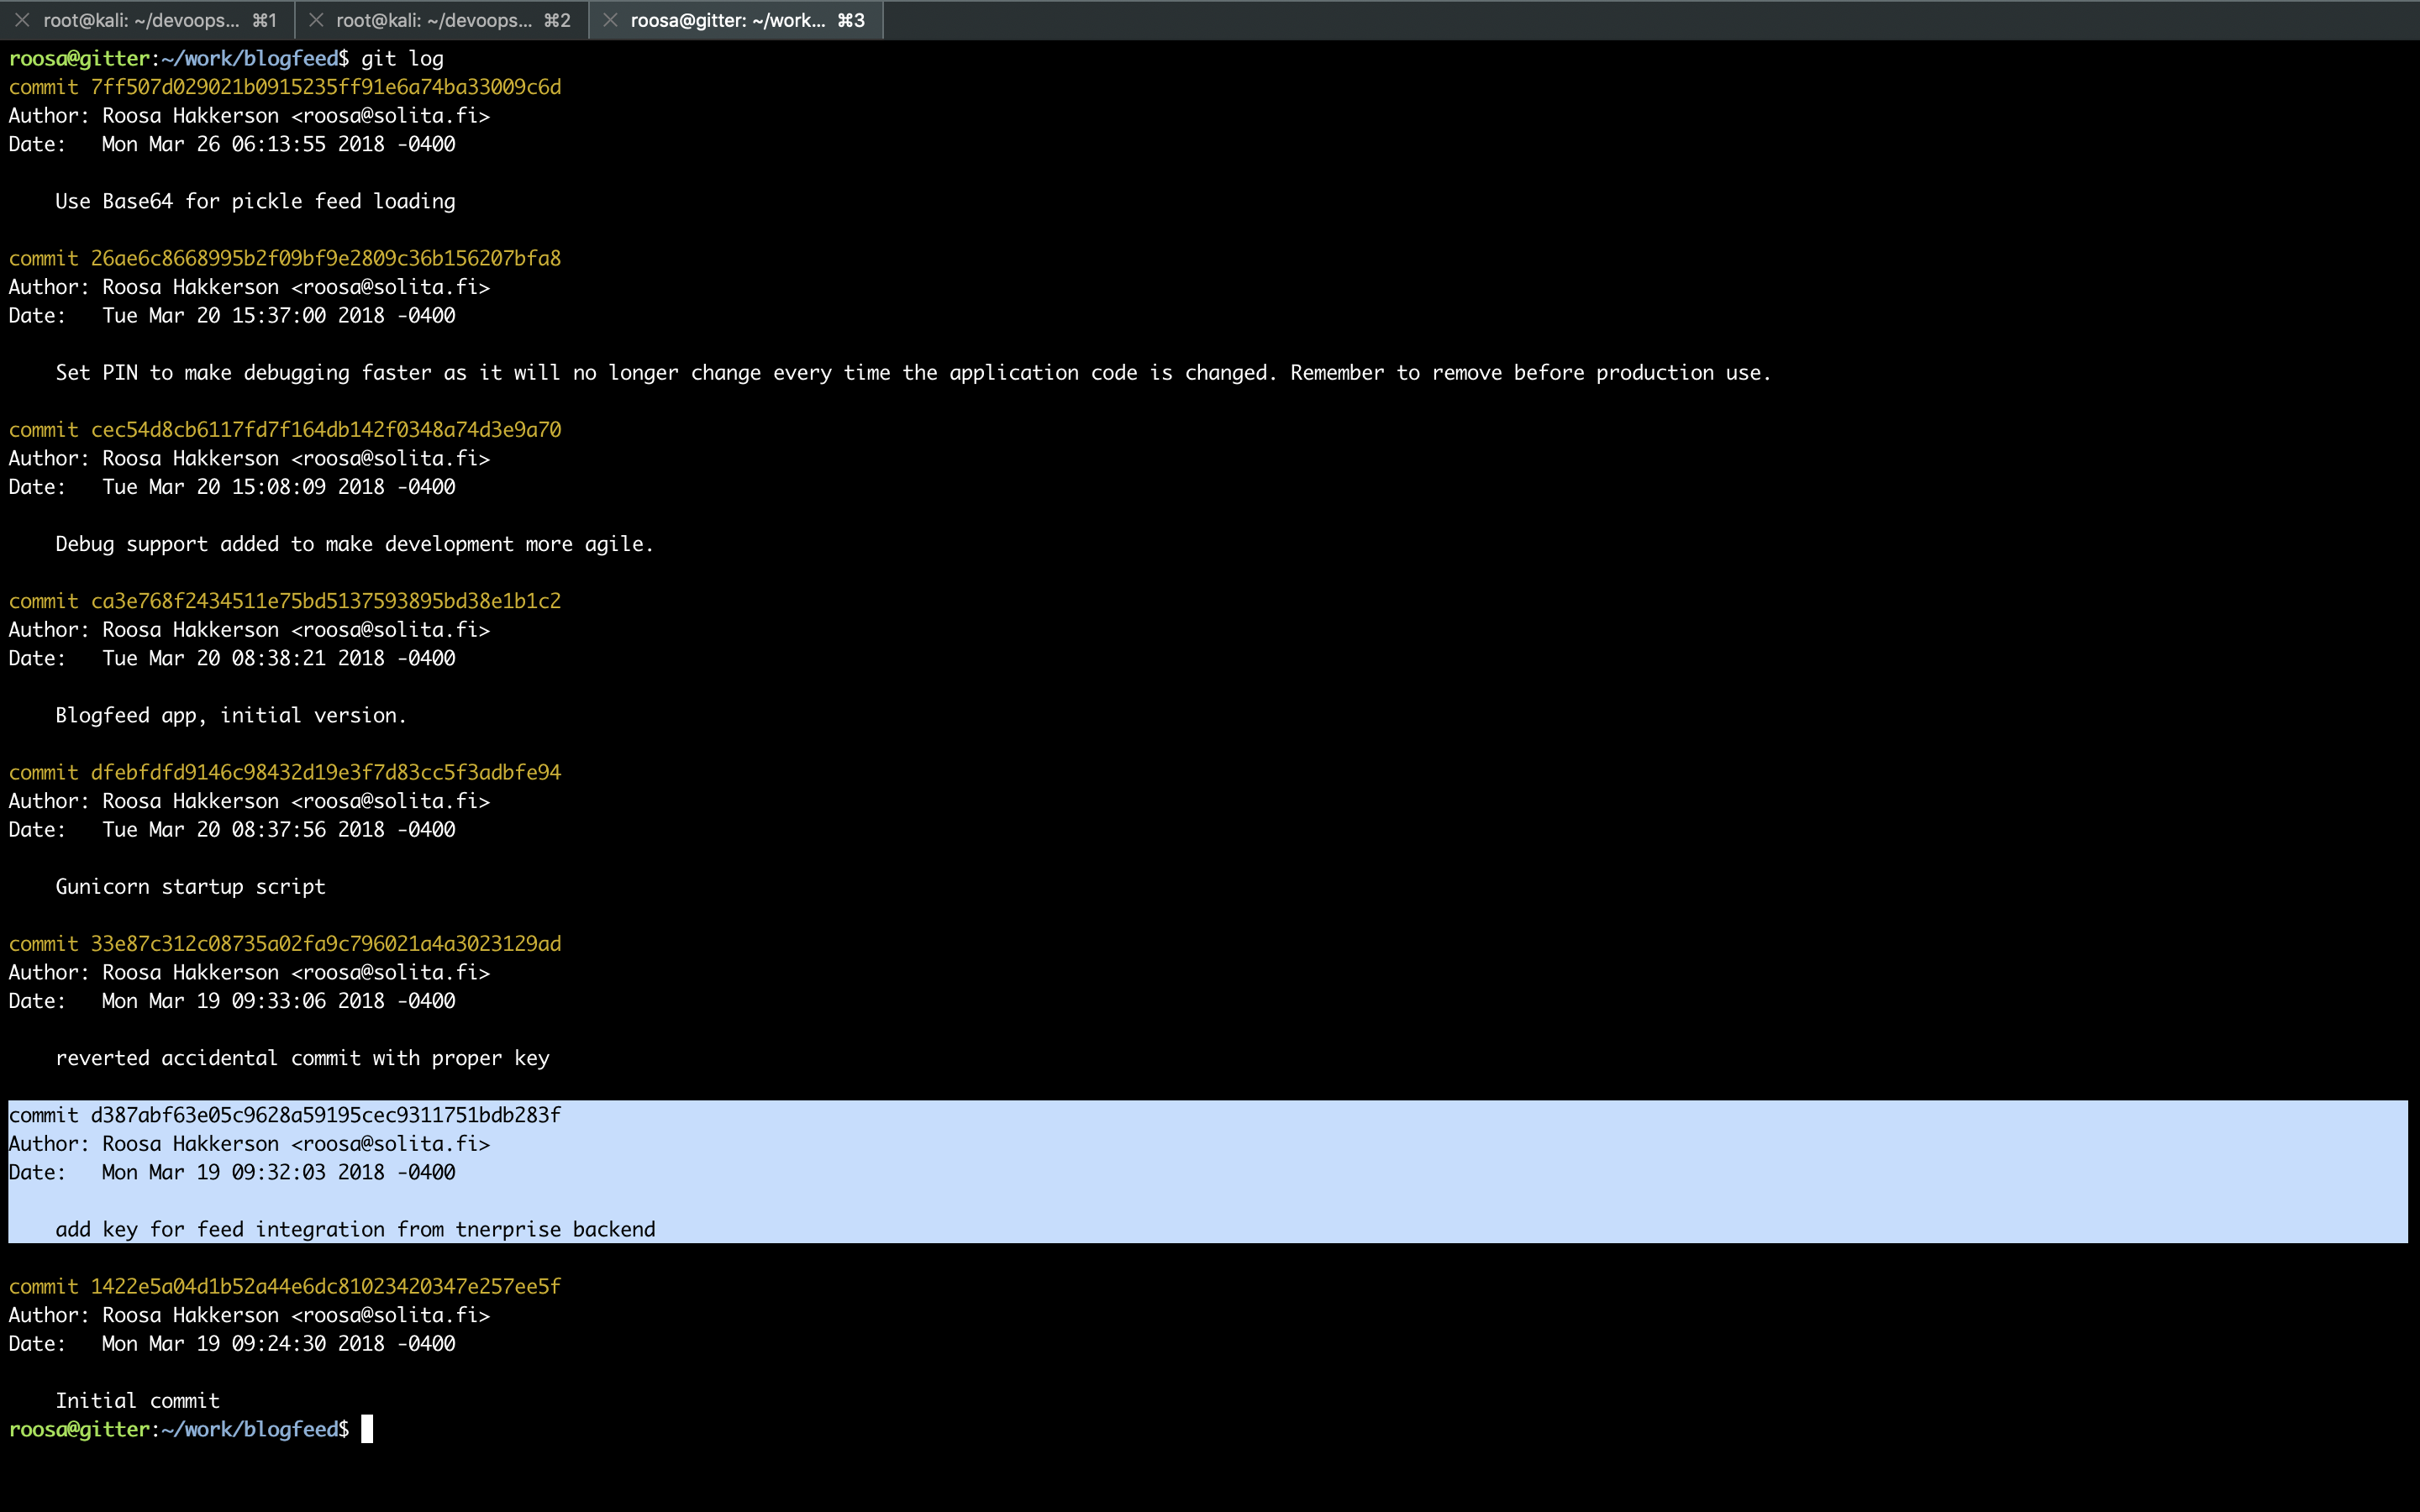 root@kali: ~/devoops... ⌘1 root@kali: ~/devoops... ⌘2 roosa@gitter: ~/work... ⌘3
roosa@gitter:~/work/blogfeed$ git log
commit 7ff507d029021b0915235ff91e6a74ba33009c6d
Author: Roosa Hakkerson <roosa@solita.fi>
Date:   Mon Mar 26 06:13:55 2018 -0400
    Use Base64 for pickle feed loading
commit 26ae6c8668995b2f09bf9e2809c36b156207bfa8
Author: Roosa Hakkerson <roosa@solita.fi>
Date:   Tue Mar 20 15:37:00 2018 -0400
    Set PIN to make debugging faster as it will no longer change every time the application code is changed. Remember to remove before production use.
commit cec54d8cb6117fd7f164db142f0348a74d3e9a70
Author: Roosa Hakkerson <roosa@solita.fi>
Date:   Tue Mar 20 15:08:09 2018 -0400
    Debug support added to make development more agile.
commit ca3e768f2434511e75bd5137593895bd38e1b1c2
Author: Roosa Hakkerson <roosa@solita.fi>
Date:   Tue Mar 20 08:38:21 2018 -0400
    Blogfeed app, initial version.
commit dfebfdfd9146c98432d19e3f7d83cc5f3adbfe94
Author: Roosa Hakkerson <roosa@solita.fi>
Date:   Tue Mar 20 08:37:56 2018 -0400
    Gunicorn startup script
commit 33e87c312c08735a02fa9c796021a4a3023129ad
Author: Roosa Hakkerson <roosa@solita.fi>
Date:   Mon Mar 19 09:33:06 2018 -0400
    reverted accidental commit with proper key
commit d387abf63e05c9628a59195cec9311751bdb283f
Author: Roosa Hakkerson <roosa@solita.fi>
Date:   Mon Mar 19 09:32:03 2018 -0400
    add key for feed integration from tnerprise backend
commit 1422e5a04d1b52a44e6dc81023420347e257ee5f
Author: Roosa Hakkerson <roosa@solita.fi>
Date:   Mon Mar 19 09:24:30 2018 -0400
    Initial commit
roosa@gitter:~/work/blogfeed$